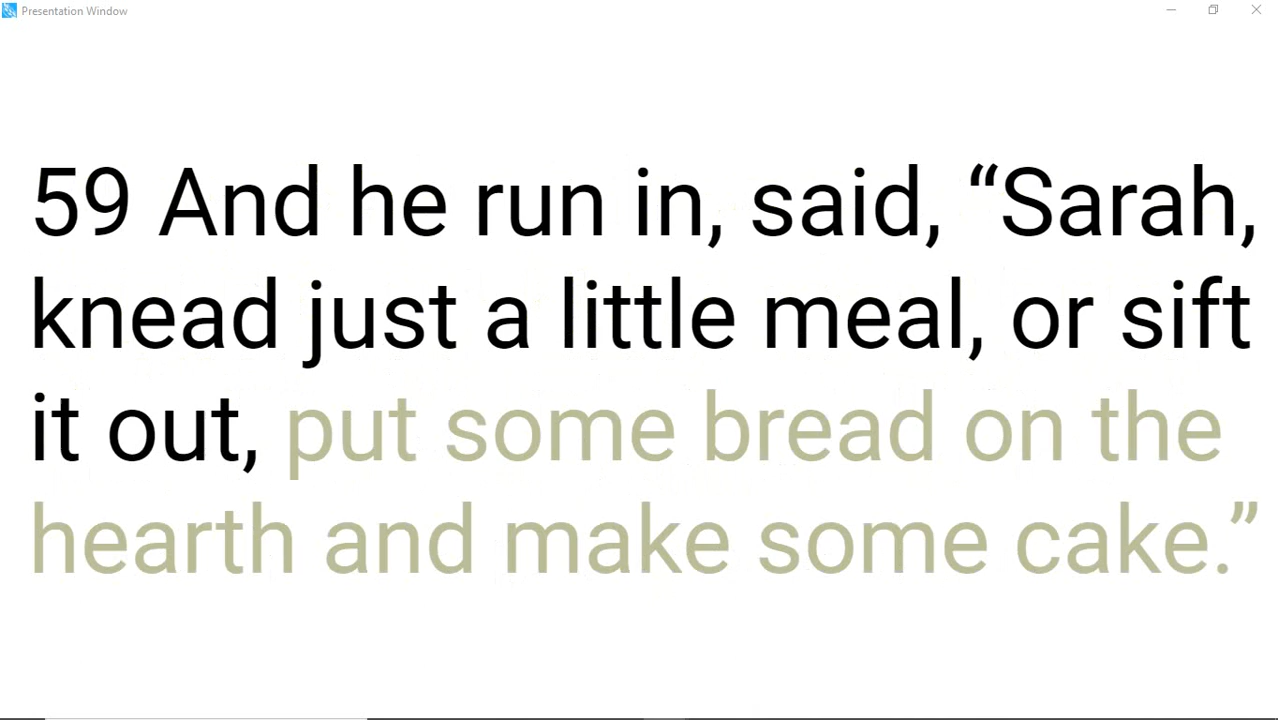 Presentation Window
59 And he run in, said, “Sarah,
knead just a little meal, or sift
it out, put some bread on the
hearth and make some cake.”